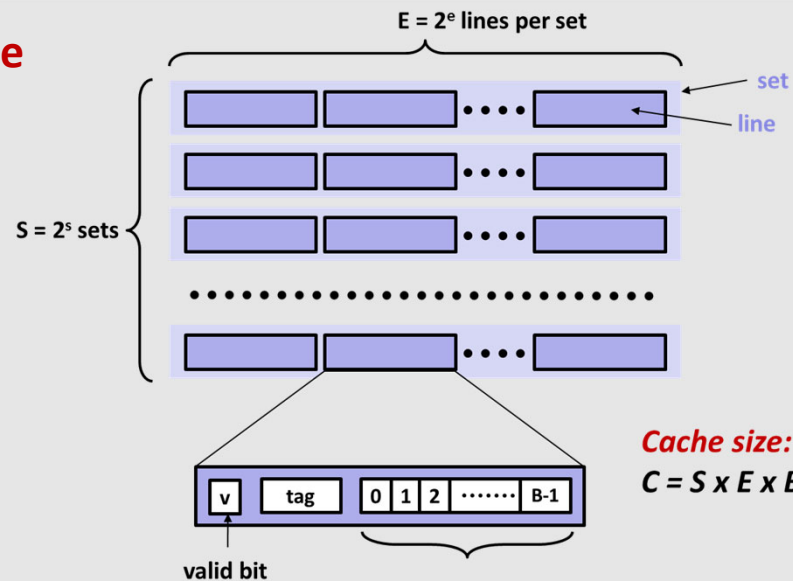 e
E = 2ᵉ lines per set
set
line
S = 2ˢ sets
v
tag
0 1 2 ······· B-1
valid bit
Cache size:
C = S x E x B